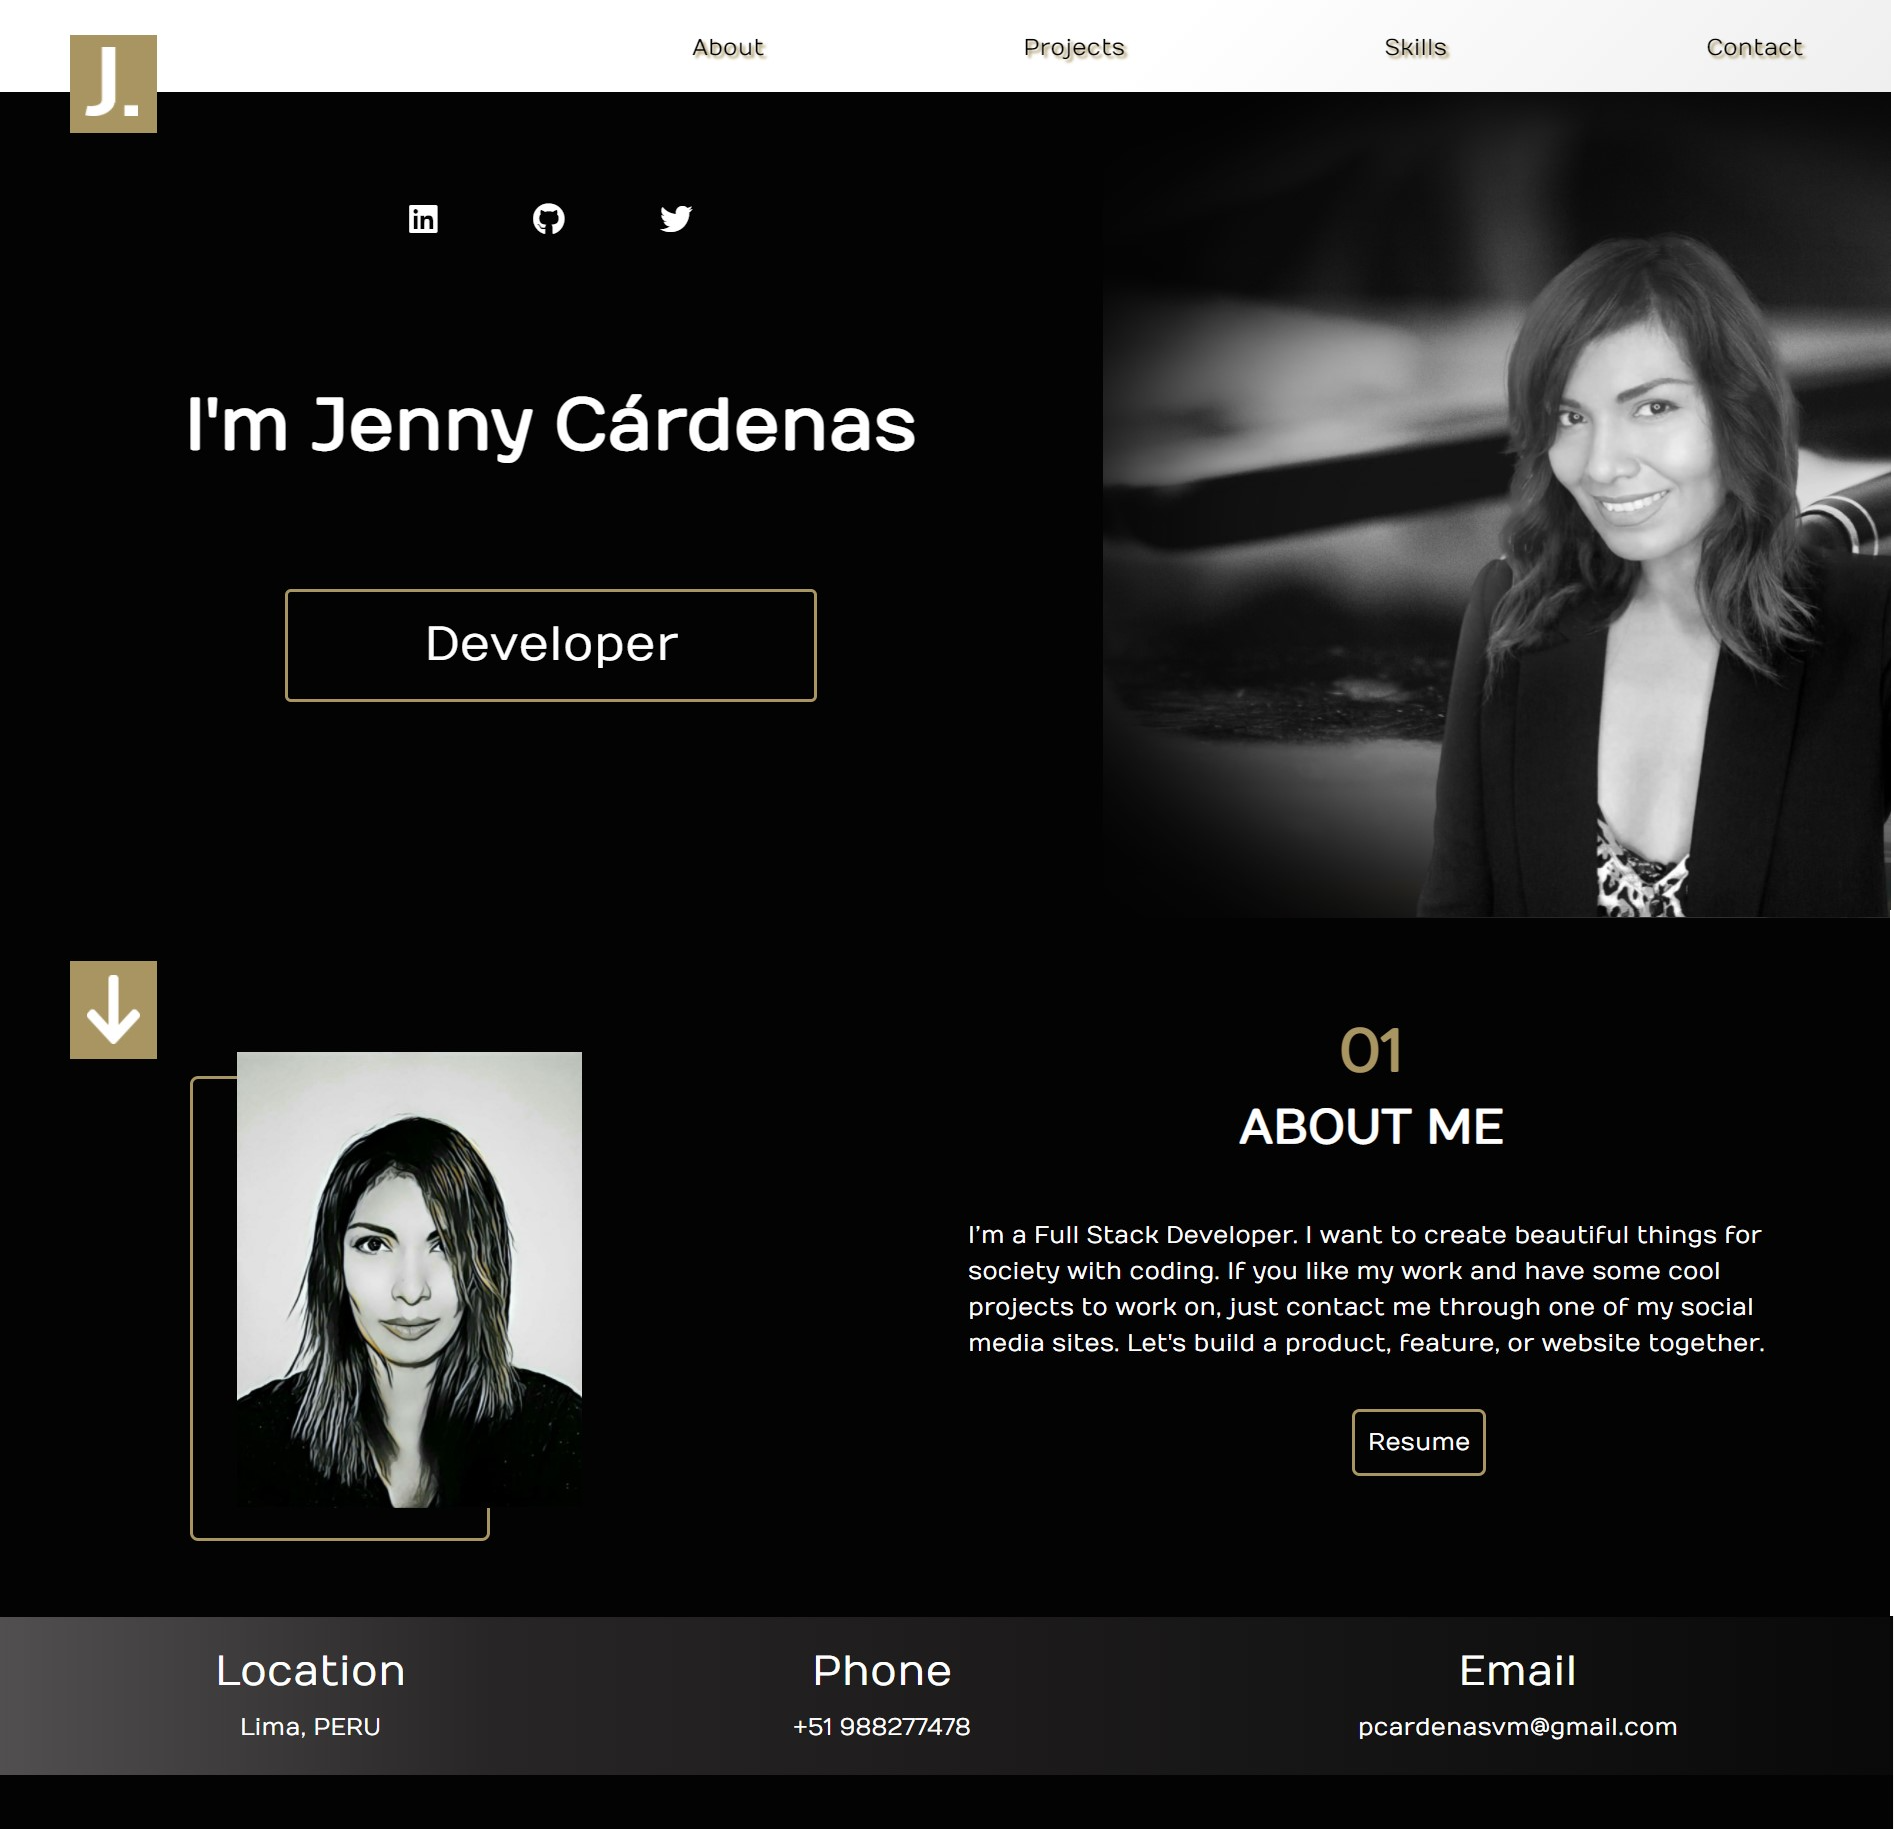 J.
About
Projects
Skills
Contact
in
I'm Jenny Cárdenas
Developer
01
ABOUT ME
I’m a Full Stack Developer. I want to create beautiful things for
society with coding. If you like my work and have some cool
projects to work on, just contact me through one of my social
media sites. Let's build a product, feature, or website together.
Resume
Location
Lima, PERU
Phone
+51 988277478
Email
pcardenasvm@gmail.com